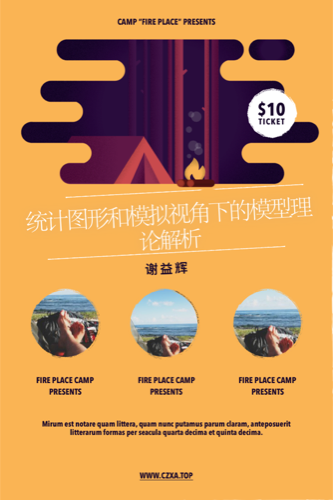 CAMP "FIRE PLACE" PRESENTS
$10
TICKET
统计图形和模拟视角下的模型理
论解析
谢益辉
FIRE PLACE CAMP
PRESENTS
FIRE PLACE CAMP
PRESENTS
FIRE PLACE CAMP
PRESENTS
Mirum est notare quam littera, quam nunc putamus parum claram, anteposuerit
litterarum formas per seacula quarta decima et quinta decima.
WWW.CZXA.TOP